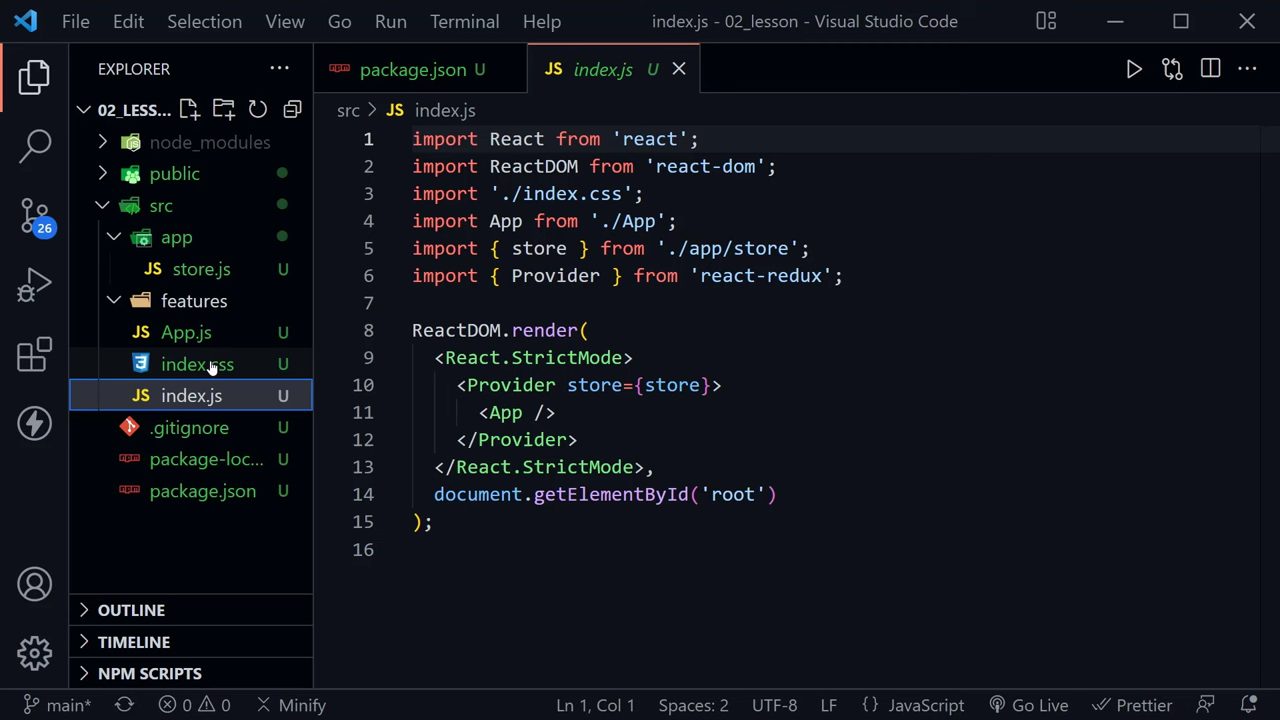 File Edit Selection View Go Run Terminal Help index.js - 02_lesson - Visual Studio Code
EXPLORER
02_LESS...
node_modules
public
src
app
store.js U
features
App.js U
index.css U
index.js U
.gitignore U
package-loc... U
package.json U
OUTLINE
TIMELINE
NPM SCRIPTS
26
package.json U
JS index.js U
src > JS index.js
1 import React from 'react';
2 import ReactDOM from 'react-dom';
3 import './index.css';
4 import App from './App';
5 import { store } from './app/store';
6 import { Provider } from 'react-redux';
7
8 ReactDOM.render(
9 <React.StrictMode>
10 <Provider store={store}>
11 <App />
12 </Provider>
13 </React.StrictMode>,
14 document.getElementById('root')
15 );
16
main* 0 0 Minify Ln 1, Col 1 Spaces: 2 UTF-8 LF {} JavaScript Go Live Prettier